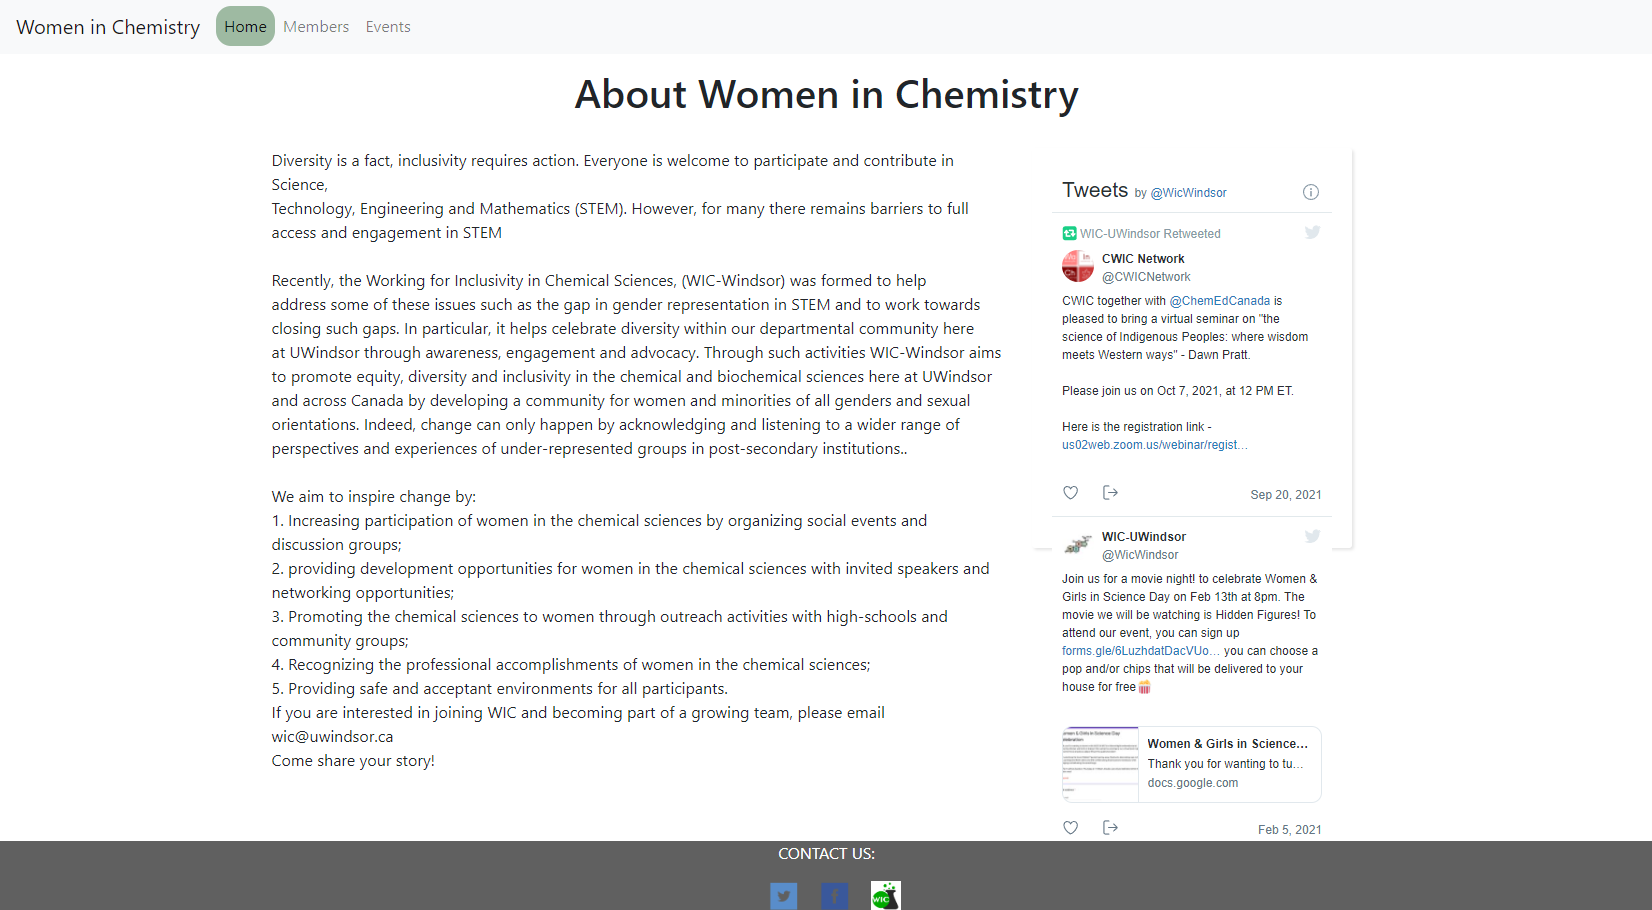 Women in Chemistry Home Members Events
About Women in Chemistry
Diversity is a fact, inclusivity requires action. Everyone is welcome to participate and contribute in
Science,
Technology, Engineering and Mathematics (STEM). However, for many there remains barriers to full
access and engagement in STEM
Recently, the Working for Inclusivity in Chemical Sciences, (WIC-Windsor) was formed to help
address some of these issues such as the gap in gender representation in STEM and to work towards
closing such gaps. In particular, it helps celebrate diversity within our departmental community here
at UWindsor through awareness, engagement and advocacy. Through such activities WIC-Windsor aims
to promote equity, diversity and inclusivity in the chemical and biochemical sciences here at UWindsor
and across Canada by developing a community for women and minorities of all genders and sexual
orientations. Indeed, change can only happen by acknowledging and listening to a wider range of
perspectives and experiences of under-represented groups in post-secondary institutions..
We aim to inspire change by:
1. Increasing participation of women in the chemical sciences by organizing social events and
discussion groups;
2. providing development opportunities for women in the chemical sciences with invited speakers and
networking opportunities;
3. Promoting the chemical sciences to women through outreach activities with high-schools and
community groups;
4. Recognizing the professional accomplishments of women in the chemical sciences;
5. Providing safe and acceptant environments for all participants.
If you are interested in joining WIC and becoming part of a growing team, please email
wic@uwindsor.ca
Come share your story!
Tweets by @WicWindsor
WIC-UWindsor Retweeted
CWIC Network
@CWICNetwork
CWIC together with @ChemEdCanada is
pleased to bring a virtual seminar on "the
science of Indigenous Peoples: where wisdom
meets Western ways" - Dawn Pratt.
Please join us on Oct 7, 2021, at 12 PM ET.
Here is the registration link -
us02web.zoom.us/webinar/regist…
Sep 20, 2021
WIC-UWindsor
@WicWindsor
Join us for a movie night! to celebrate Women &
Girls in Science Day on Feb 13th at 8pm. The
movie we will be watching is Hidden Figures! To
attend our event, you can sign up
forms.gle/6LuzhdatDacVUo… you can choose a
pop and/or chips that will be delivered to your
house for free🍿
Women & Girls in Science...
Thank you for wanting to tu...
docs.google.com
Feb 5, 2021
CONTACT US:
WIC